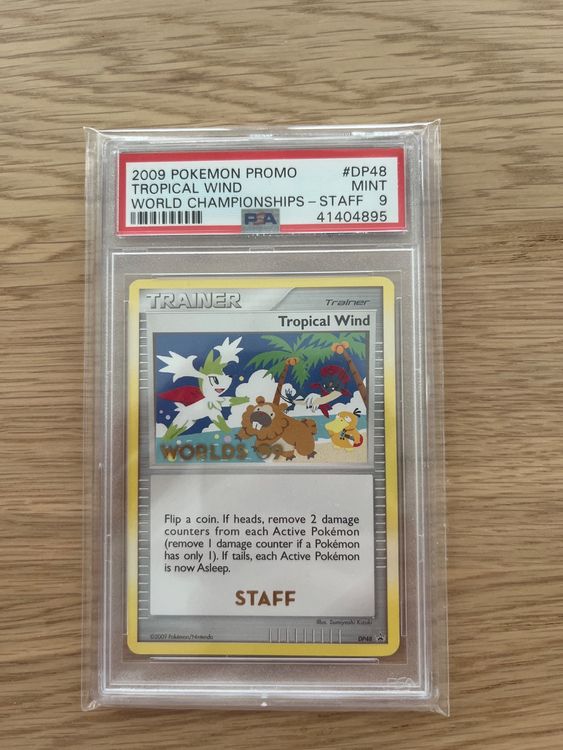 2009 POKEMON PROMO #DP48
TROPICAL WIND MINT
WORLD CHAMPIONSHIPS – STAFF 9
PSA 41404895
TRAINER Trainer
Tropical Wind
WORLDS '09
Flip a coin. If heads, remove 2 damage
counters from each Active Pokémon
(remove 1 damage counter if a Pokémon
has only 1). If tails, each Active Pokémon
is now Asleep.
STAFF
Illus. Sumiyoshi Kizuki
©2009 Pokémon/Nintendo DP48
PSA